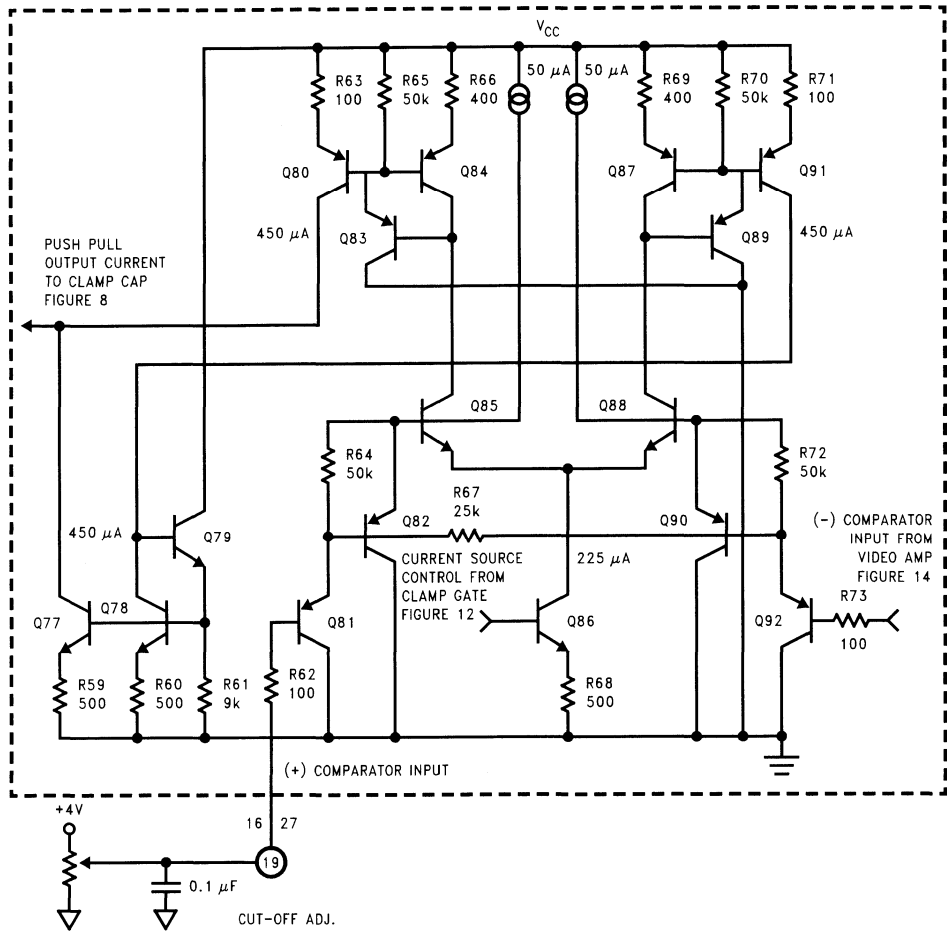 VCC
50 µA 50 µA
R63
100
R65
50k
R66
400
R69
400
R70
50k
R71
100
Q80
Q84
Q87
Q91
450 µA
Q83
Q89
450 µA
PUSH PULL
OUTPUT CURRENT
TO CLAMP CAP
FIGURE 8
Q85
Q88
R64
50k
R72
50k
R67
25k
450 µA
Q79
Q82
Q90
(-) COMPARATOR
INPUT FROM
VIDEO AMP
FIGURE 14
CURRENT SOURCE
CONTROL FROM
CLAMP GATE
FIGURE 12
225 µA
Q77
Q78
Q81
Q86
Q92
R73
100
R59
500
R60
500
R61
9k
R62
100
R68
500
(+) COMPARATOR INPUT
+4V
16 27
19
0.1 µF
CUT-OFF ADJ.